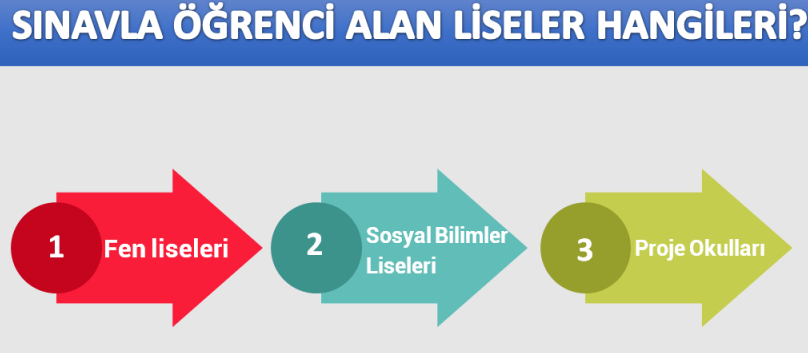 SINAVLA ÖĞRENCİ ALAN LİSELER HANGİLERİ?
1
Fen liseleri
2
Sosyal Bilimler
Liseleri
3
Proje Okulları